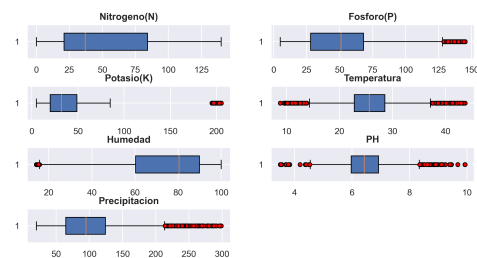 Nitrogeno(N)
1
0 25 50 75 100 125
Fosforo(P)
1
0 25 50 75 100 125 150
Potasio(K)
1
0 50 100 150 200
Temperatura
1
10 20 30 40
Humedad
1
20 40 60 80 100
PH
1
4 6 8 10
Precipitacion
1
50 100 150 200 250 300